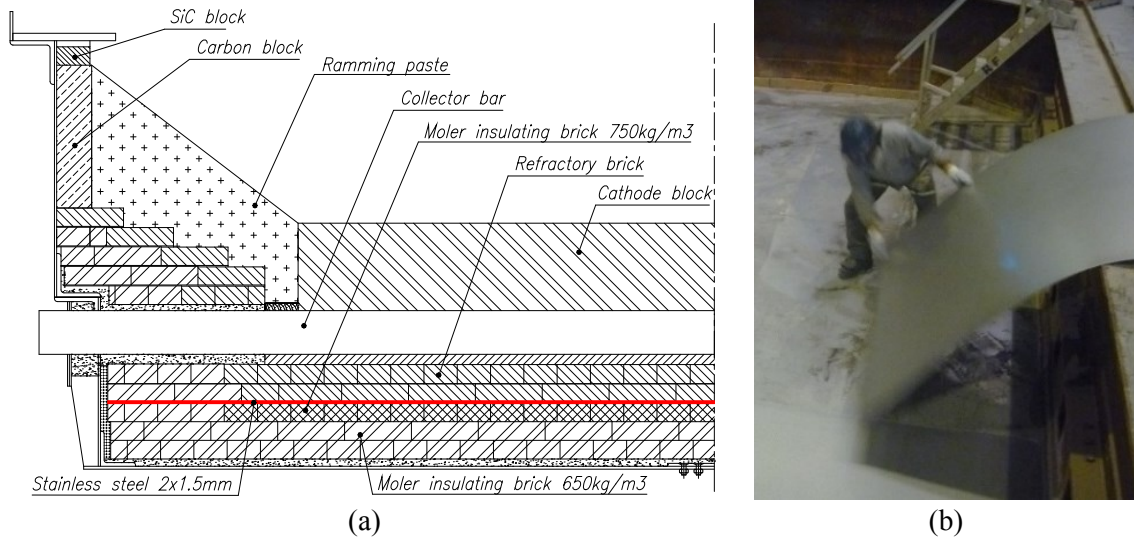 SiC block
Carbon block
Ramming paste
Collector bar
Moler insulating brick 750kg/m3
Refractory brick
Cathode block
Stainless steel 2x1.5mm
Moler insulating brick 650kg/m3
(a)
(b)